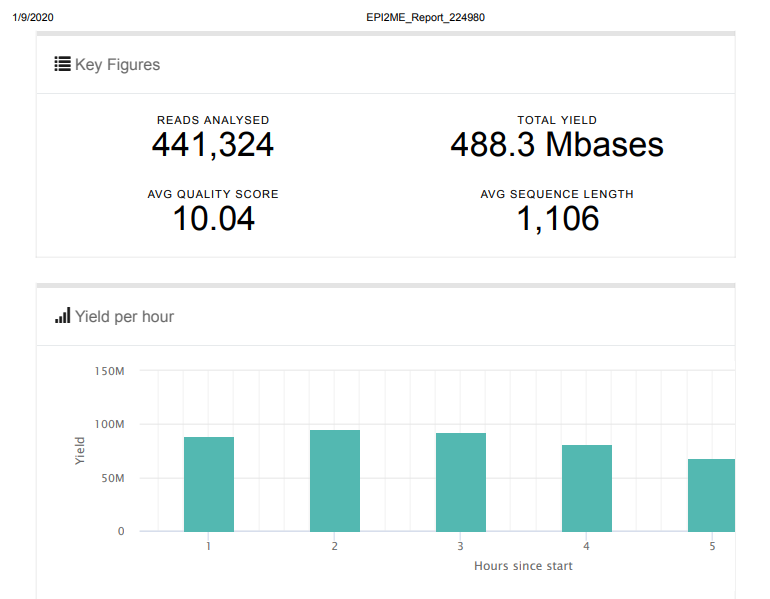 1/9/2020 EPI2ME_Report_224980
Key Figures
READS ANALYSED TOTAL YIELD
441,324 488.3 Mbases
AVG QUALITY SCORE AVG SEQUENCE LENGTH
10.04 1,106
Yield per hour
150M
100M
Yield
50M
0
1 2 3 4 5
Hours since start